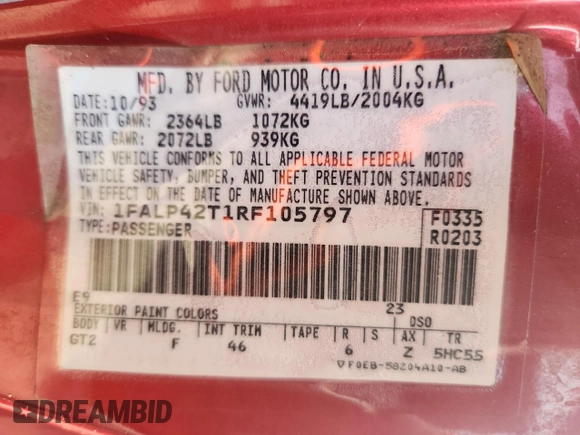 MFD. BY FORD MOTOR CO. IN U.S.A.
DATE: 10/93 GVWR: 4419LB/2004KG
FRONT GAWR: 2364LB 1072KG
REAR GAWR: 2072LB 939KG
THIS VEHICLE CONFORMS TO ALL APPLICABLE FEDERAL MOTOR
VEHICLE SAFETY, BUMPER, AND THEFT PREVENTION STANDARDS
IN EFFECT ON THE DATE OF MANUFACTURE SHOWN ABOVE.
VIN: 1FALP42T1RF105797 F0335
TYPE: PASSENGER R0203
E9 23
EXTERIOR PAINT COLORS DSO
BODY VR MLDG. INT TRIM TAPE R S AX TR
GT2 F 46 6 Z 5HC55
▽ F0EB-58204A10-AB
DREAMBID